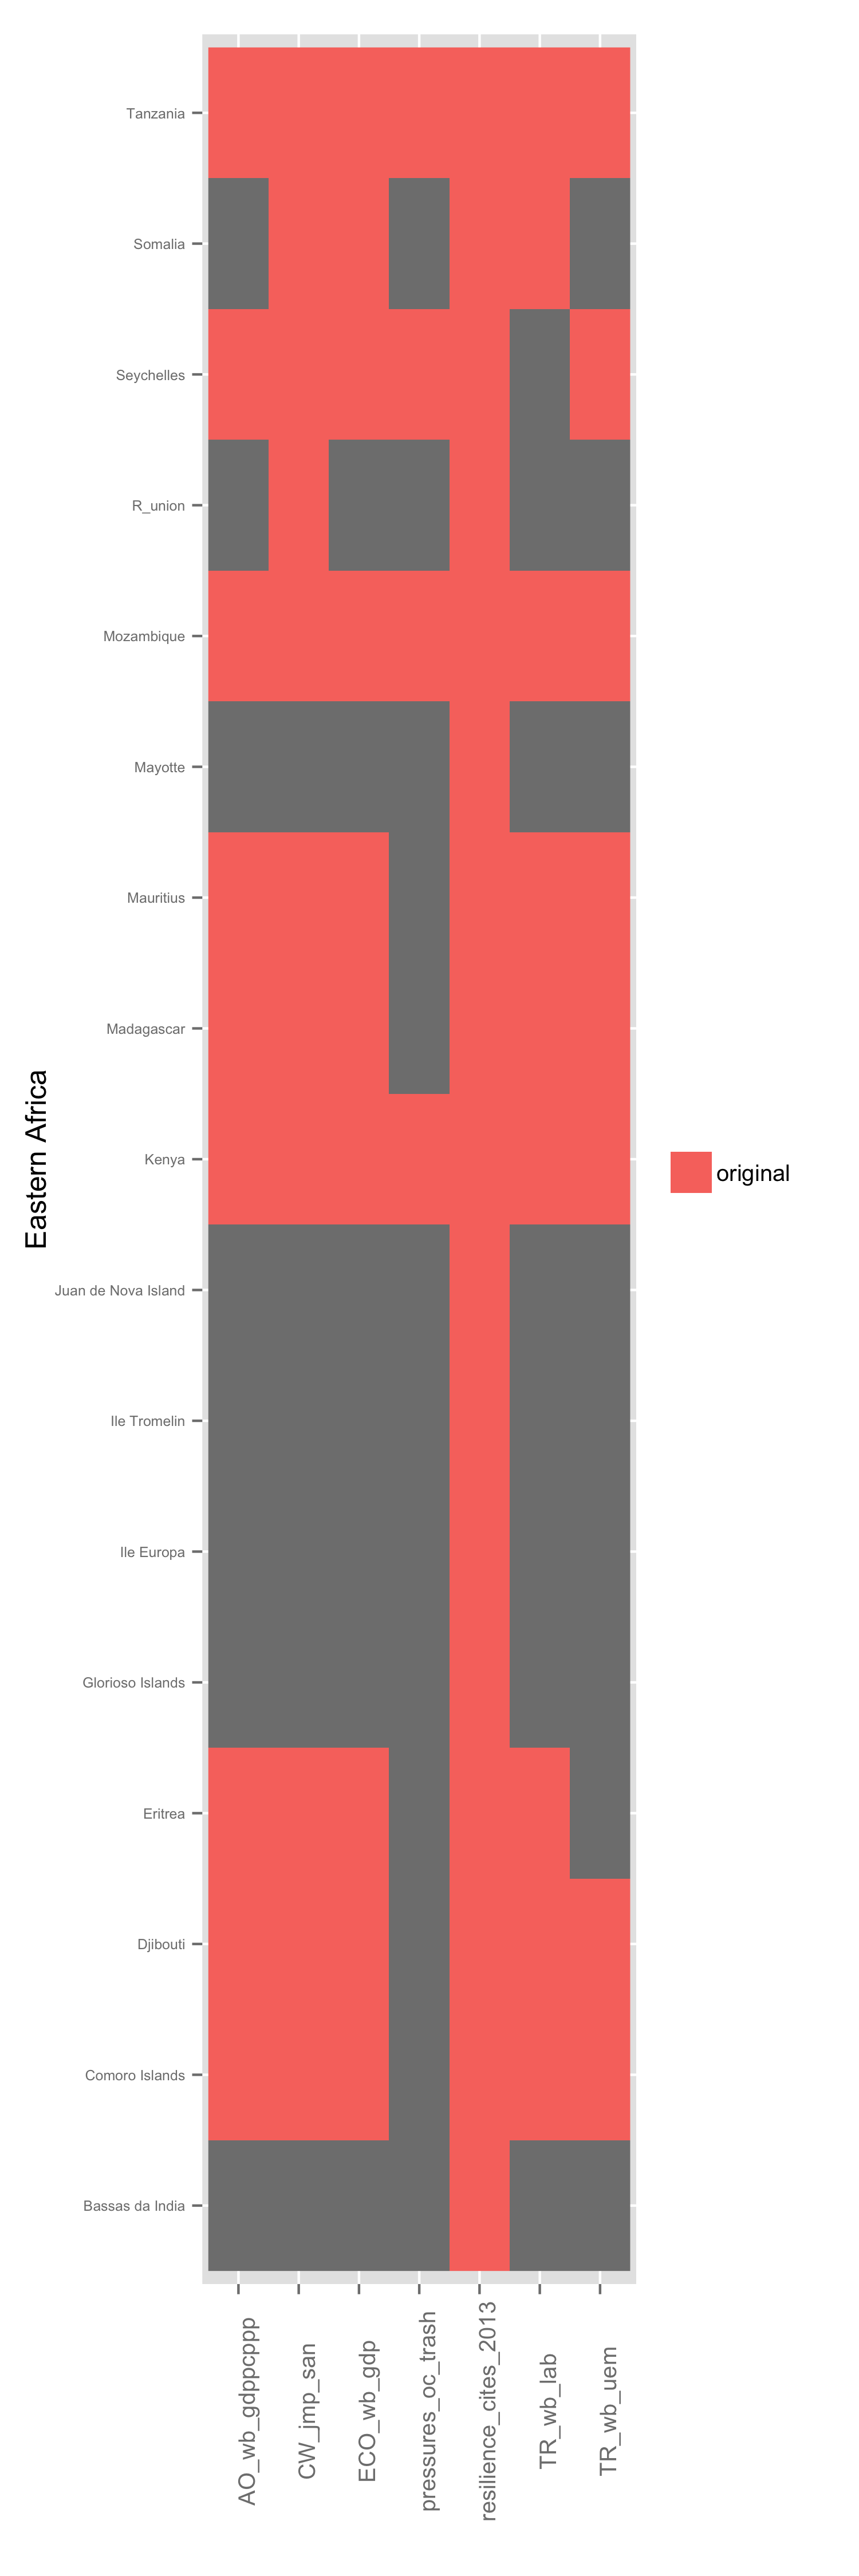 Tanzania
Somalia
Seychelles
R_union
Mozambique
Mayotte
Mauritius
Madagascar
Kenya
Juan de Nova Island
Ile Tromelin
Ile Europa
Glorioso Islands
Eritrea
Djibouti
Comoro Islands
Bassas da India
Eastern Africa
original
AO_wb_gdppcppp
CW_jmp_san
ECO_wb_gdp
pressures_oc_trash
resilience_cites_2013
TR_wb_lab
TR_wb_uem